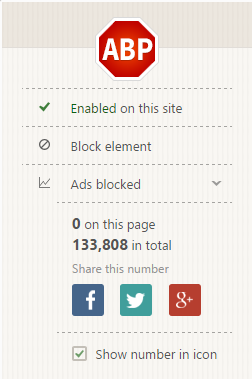 ABP
Enabled on this site
Block element
Ads blocked
0 on this page
133,808 in total
Share this number
f
g+
Show number in icon